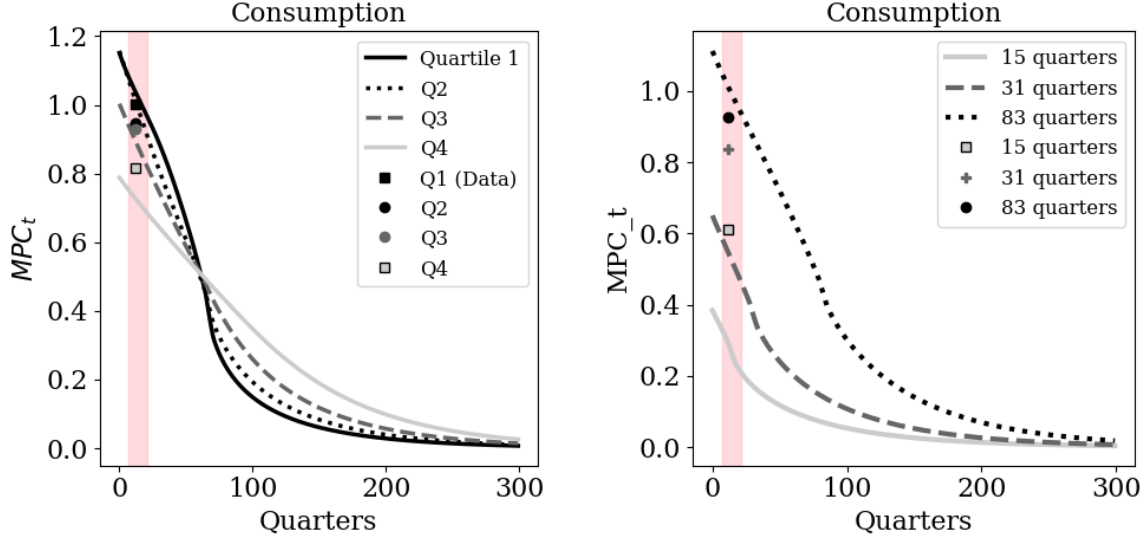 Consumption
1.2
1.0
0.8
0.6
0.4
0.2
0.0
MPC_t
0
100
200
300
Quarters
Quartile 1
Q2
Q3
Q4
Q1 (Data)
Q2
Q3
Q4
Consumption
1.0
0.8
0.6
0.4
0.2
0.0
MPC_t
0
100
200
300
Quarters
15 quarters
31 quarters
83 quarters
15 quarters
31 quarters
83 quarters